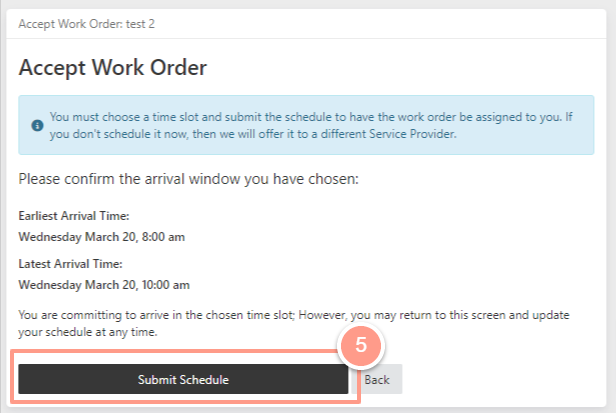 Accept Work Order: test 2
Accept Work Order
You must choose a time slot and submit the schedule to have the work order be assigned to you. If
you don't schedule it now, then we will offer it to a different Service Provider.
Please confirm the arrival window you have chosen:
Earliest Arrival Time:
Wednesday March 20, 8:00 am
Latest Arrival Time:
Wednesday March 20, 10:00 am
You are committing to arrive in the chosen time slot; However, you may return to this screen and update
your schedule at any time.
5
Submit Schedule
Back